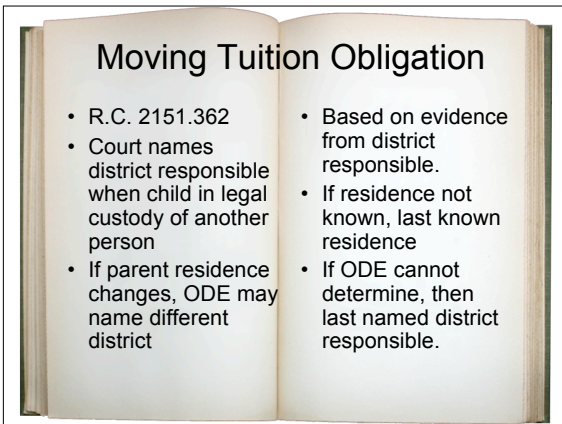 Moving Tuition Obligation
• R.C. 2151.362
• Court names
district responsible
when child in legal
custody of another
person
• If parent residence
changes, ODE may
name different
district
• Based on evidence
from district
responsible.
• If residence not
known, last known
residence
• If ODE cannot
determine, then
last named district
responsible.